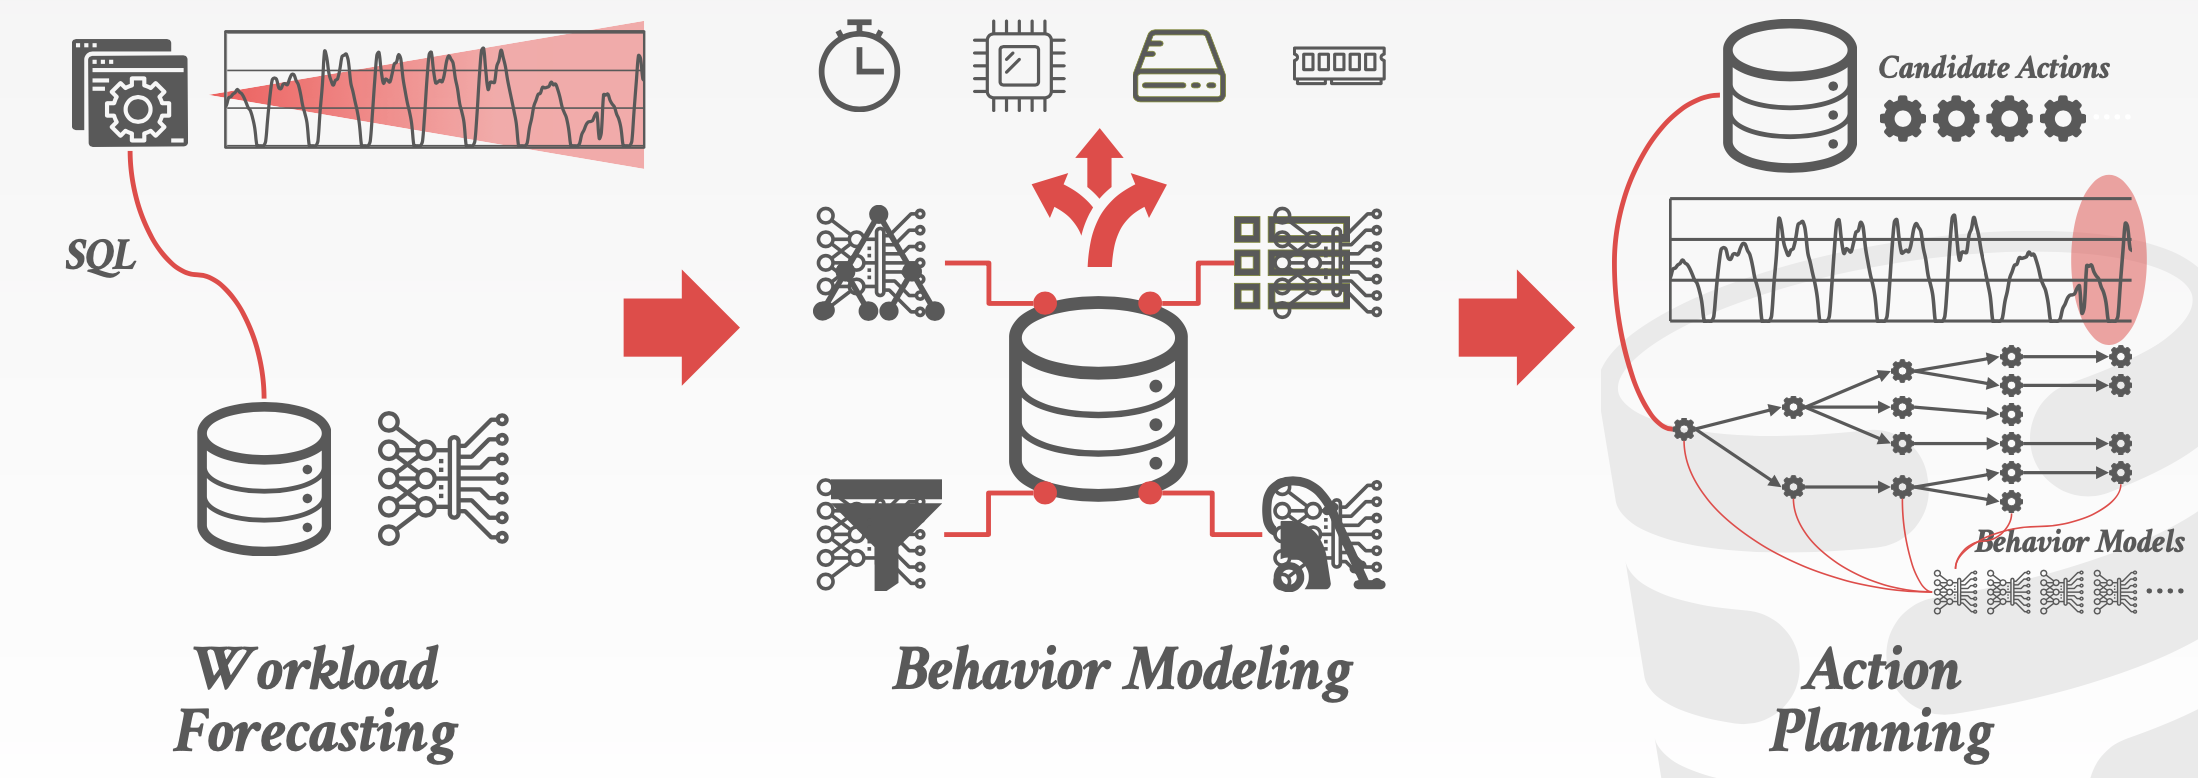 SQL
Workload
Forecasting
Behavior Modeling
Candidate Actions
Behavior Models
Action
Planning